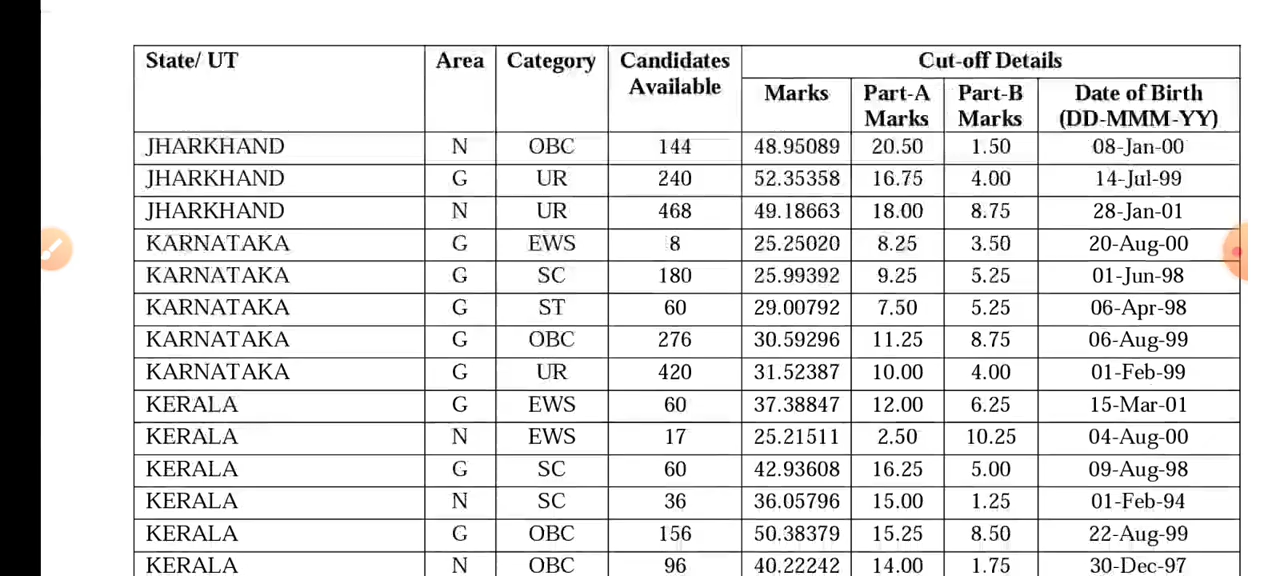 State/ UT Area Category Candidates Available Cut-off Details
Marks Part-A Marks Part-B Marks Date of Birth (DD-MMM-YY)
JHARKHAND N OBC 144 48.95089 20.50 1.50 08-Jan-00
JHARKHAND G UR 240 52.35358 16.75 4.00 14-Jul-99
JHARKHAND N UR 468 49.18663 18.00 8.75 28-Jan-01
KARNATAKA G EWS 8 25.25020 8.25 3.50 20-Aug-00
KARNATAKA G SC 180 25.99392 9.25 5.25 01-Jun-98
KARNATAKA G ST 60 29.00792 7.50 5.25 06-Apr-98
KARNATAKA G OBC 276 30.59296 11.25 8.75 06-Aug-99
KARNATAKA G UR 420 31.52387 10.00 4.00 01-Feb-99
KERALA G EWS 60 37.38847 12.00 6.25 15-Mar-01
KERALA N EWS 17 25.21511 2.50 10.25 04-Aug-00
KERALA G SC 60 42.93608 16.25 5.00 09-Aug-98
KERALA N SC 36 36.05796 15.00 1.25 01-Feb-94
KERALA G OBC 156 50.38379 15.25 8.50 22-Aug-99
KERALA N OBC 96 40.22242 14.00 1.75 30-Dec-97